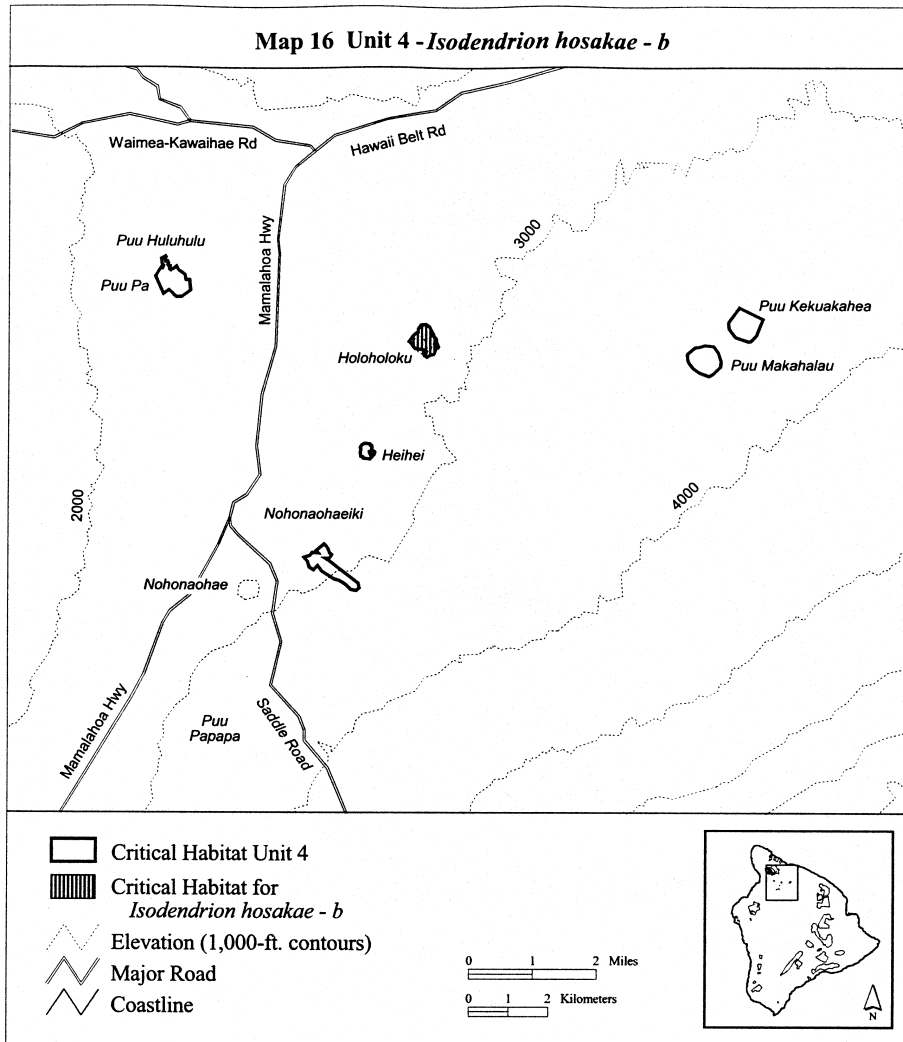 Map 16 Unit 4 - Isodendrion hosakae - b
Waimea-Kawaihae Rd
Hawaii Belt Rd
Mamalahoa Hwy
3000
Puu Huluhulu
Puu Pa
Puu Kekuakahea
Holoholoku
Puu Makahalau
Heihei
2000
4000
Nohonaohaeiki
Nohonaohae
Mamalahoa Hwy
Puu
Papapa
Saddle Road
Critical Habitat Unit 4
Critical Habitat for
Isodendrion hosakae - b
Elevation (1,000-ft. contours)
Major Road
Coastline
0 1 2 Miles
0 1 2 Kilometers
N